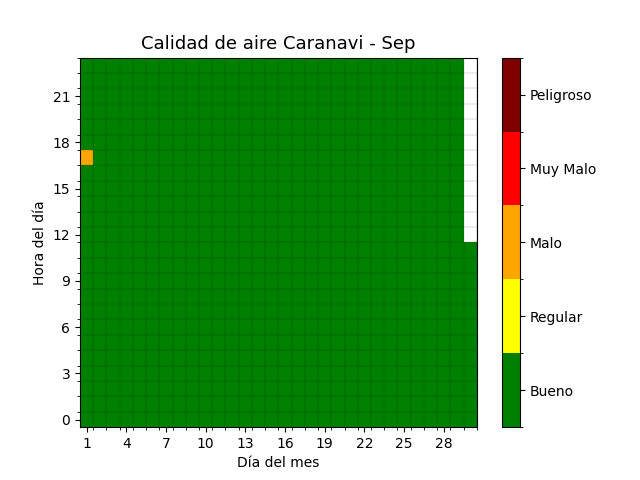 Calidad de aire Caranavi - Sep
Hora del día
21
18
15
12
9
6
3
0
1 4 7 10 13 16 19 22 25 28
Día del mes
Peligroso
Muy Malo
Malo
Regular
Bueno